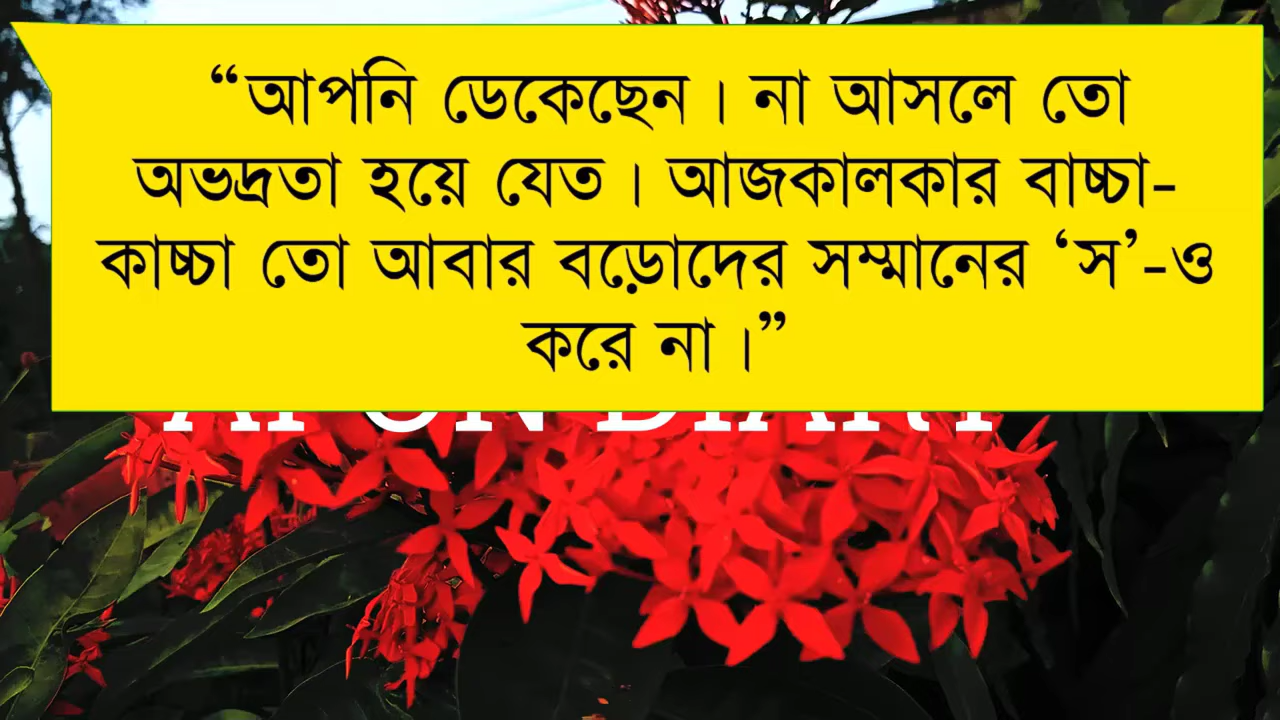 “আপনি ডেকেছেন। না আসলে তো
অভদ্রতা হয়ে যেত। আজকালকার বাচ্চা-
কাচ্চা তো আবার বড়োদের সম্মানের ‘স’-ও
করে না।”